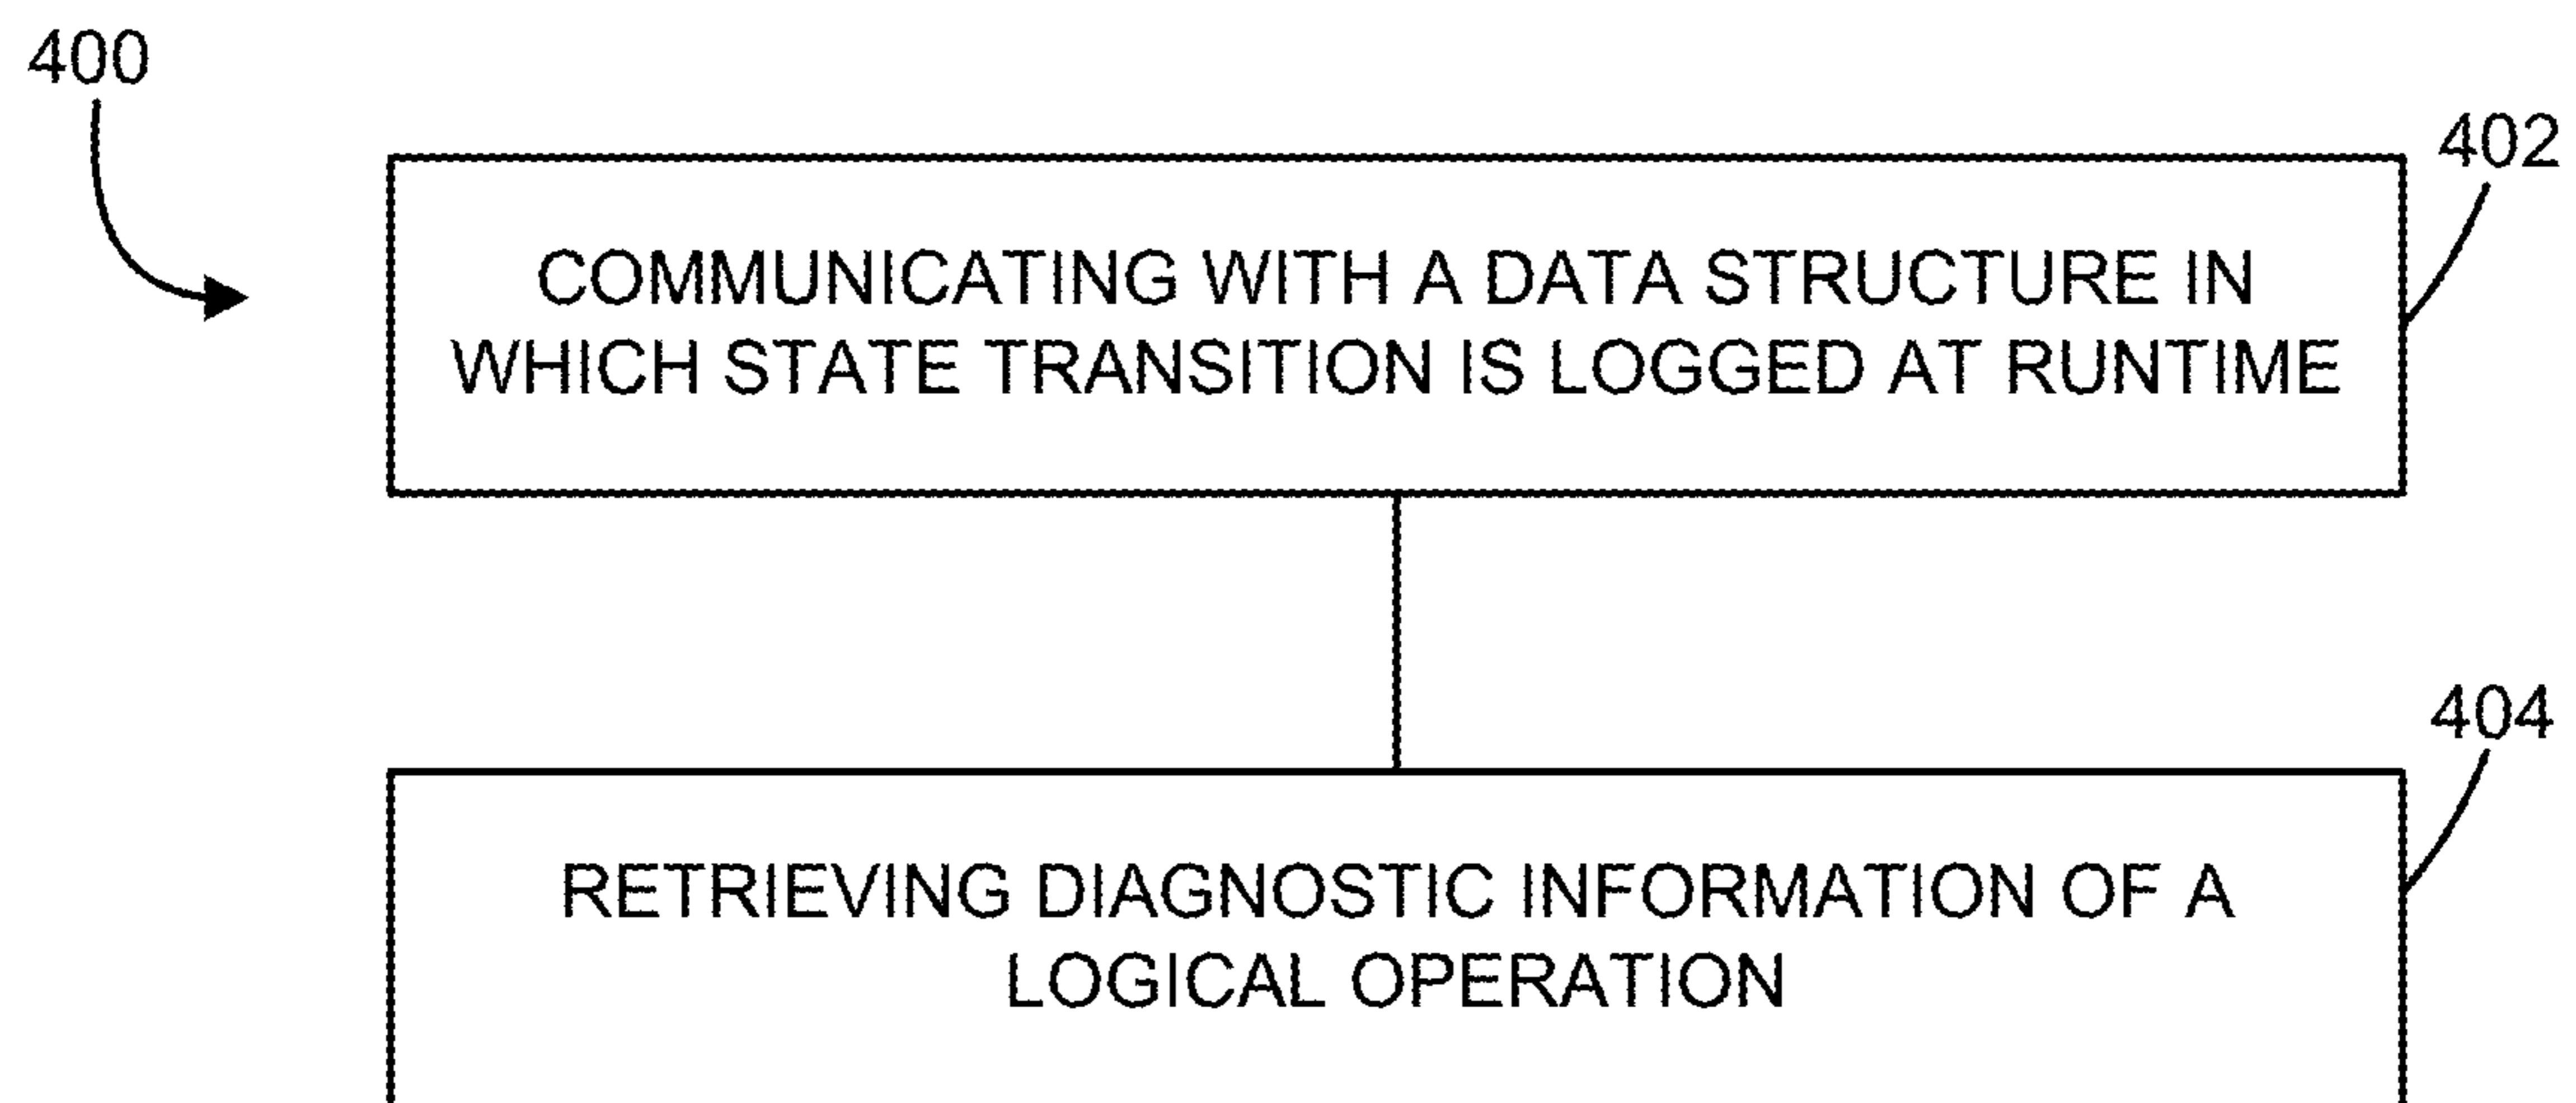 400
402
COMMUNICATING WITH A DATA STRUCTURE IN
WHICH STATE TRANSITION IS LOGGED AT RUNTIME
404
RETRIEVING DIAGNOSTIC INFORMATION OF A
LOGICAL OPERATION